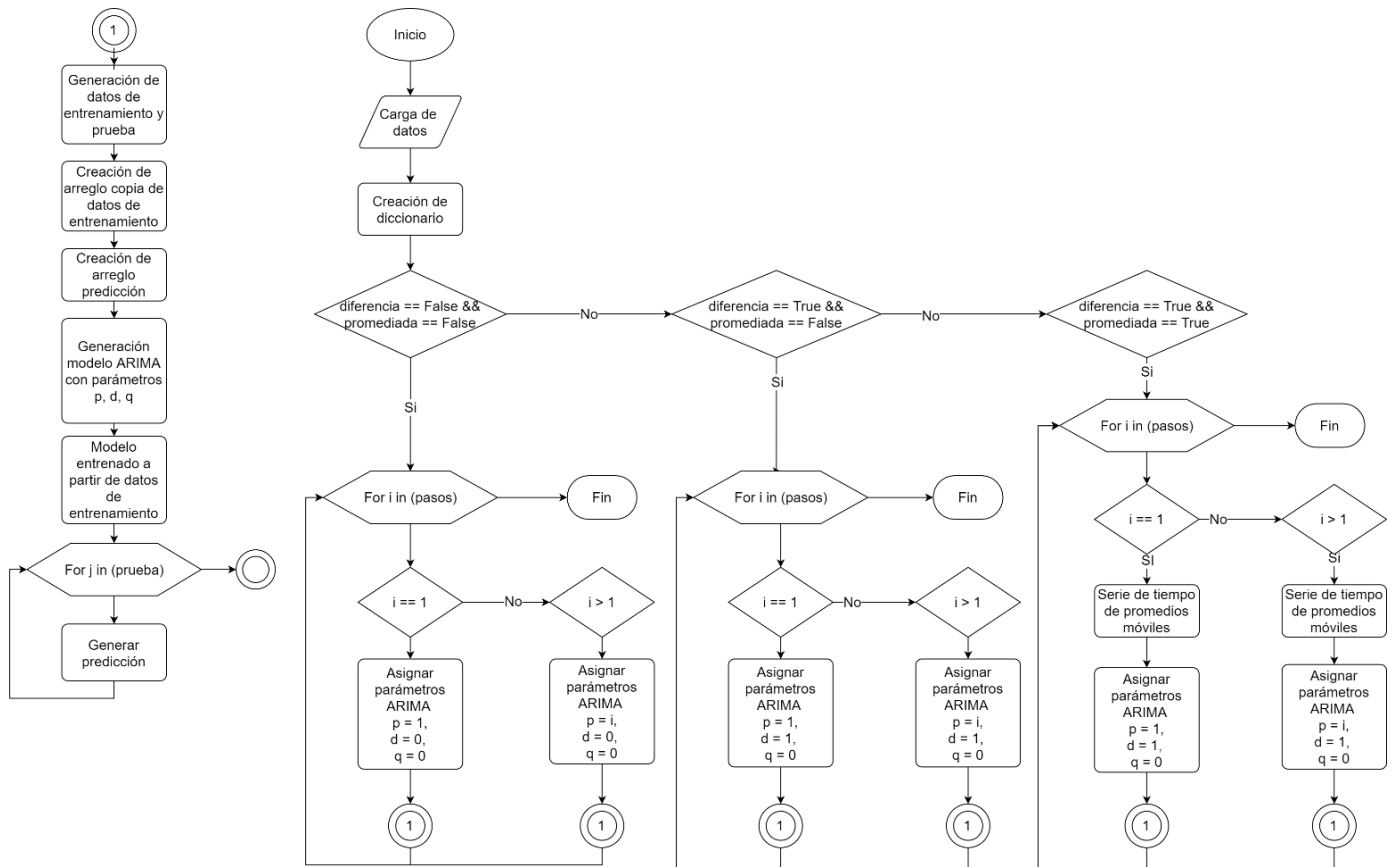 1
Generación de
datos de
entrenamiento y
prueba
Creación de
arreglo copia de
datos de
entrenamiento
Creación de
arreglo
predicción
Generación
modelo ARIMA
con parámetros
p, d, q
Modelo
entrenado a
partir de datos
de
entrenamiento
For j in (prueba)
Generar
predicción
Inicio
Carga de
datos
Creación de
diccionario
diferencia == False &&
promediada == False
No
diferencia == True &&
promediada == False
No
diferencia == True &&
promediada == True
Si
For i in (pasos)
Fin
i == 1
No
i > 1
Asignar
parámetros
ARIMA
p = 1,
d = 0,
q = 0
Asignar
parámetros
ARIMA
p = i,
d = 0,
q = 0
1
1
Si
For i in (pasos)
Fin
i == 1
No
i > 1
Asignar
parámetros
ARIMA
p = 1,
d = 1,
q = 0
Asignar
parámetros
ARIMA
p = i,
d = 1,
q = 0
1
1
Si
For i in (pasos)
Fin
i == 1
No
i > 1
SI
Si
Serie de tiempo
de promedios
móviles
Serie de tiempo
de promedios
móviles
Asignar
parámetros
ARIMA
p = 1,
d = 1,
q = 0
Asignar
parámetros
ARIMA
p = i,
d = 1,
q = 0
1
1